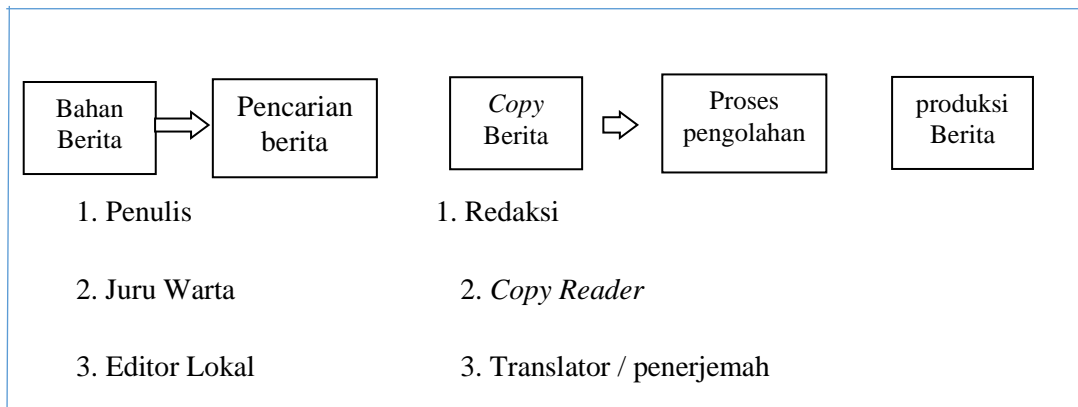 Bahan
Berita
Pencarian
berita
Copy
Berita
Proses
pengolahan
produksi
Berita
1. Penulis
1. Redaksi
2. Juru Warta
2. Copy Reader
3. Editor Lokal
3. Translator / penerjemah